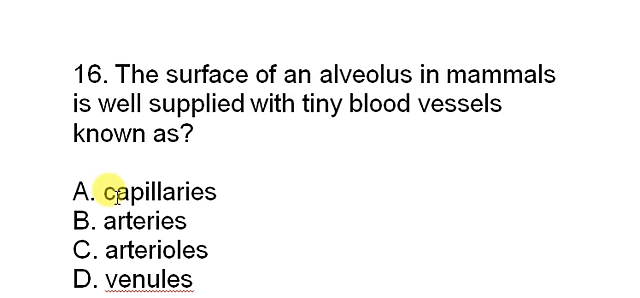 16. The surface of an alveolus in mammals
is well supplied with tiny blood vessels
known as?
A. capillaries
B. arteries
C. arterioles
D. venules